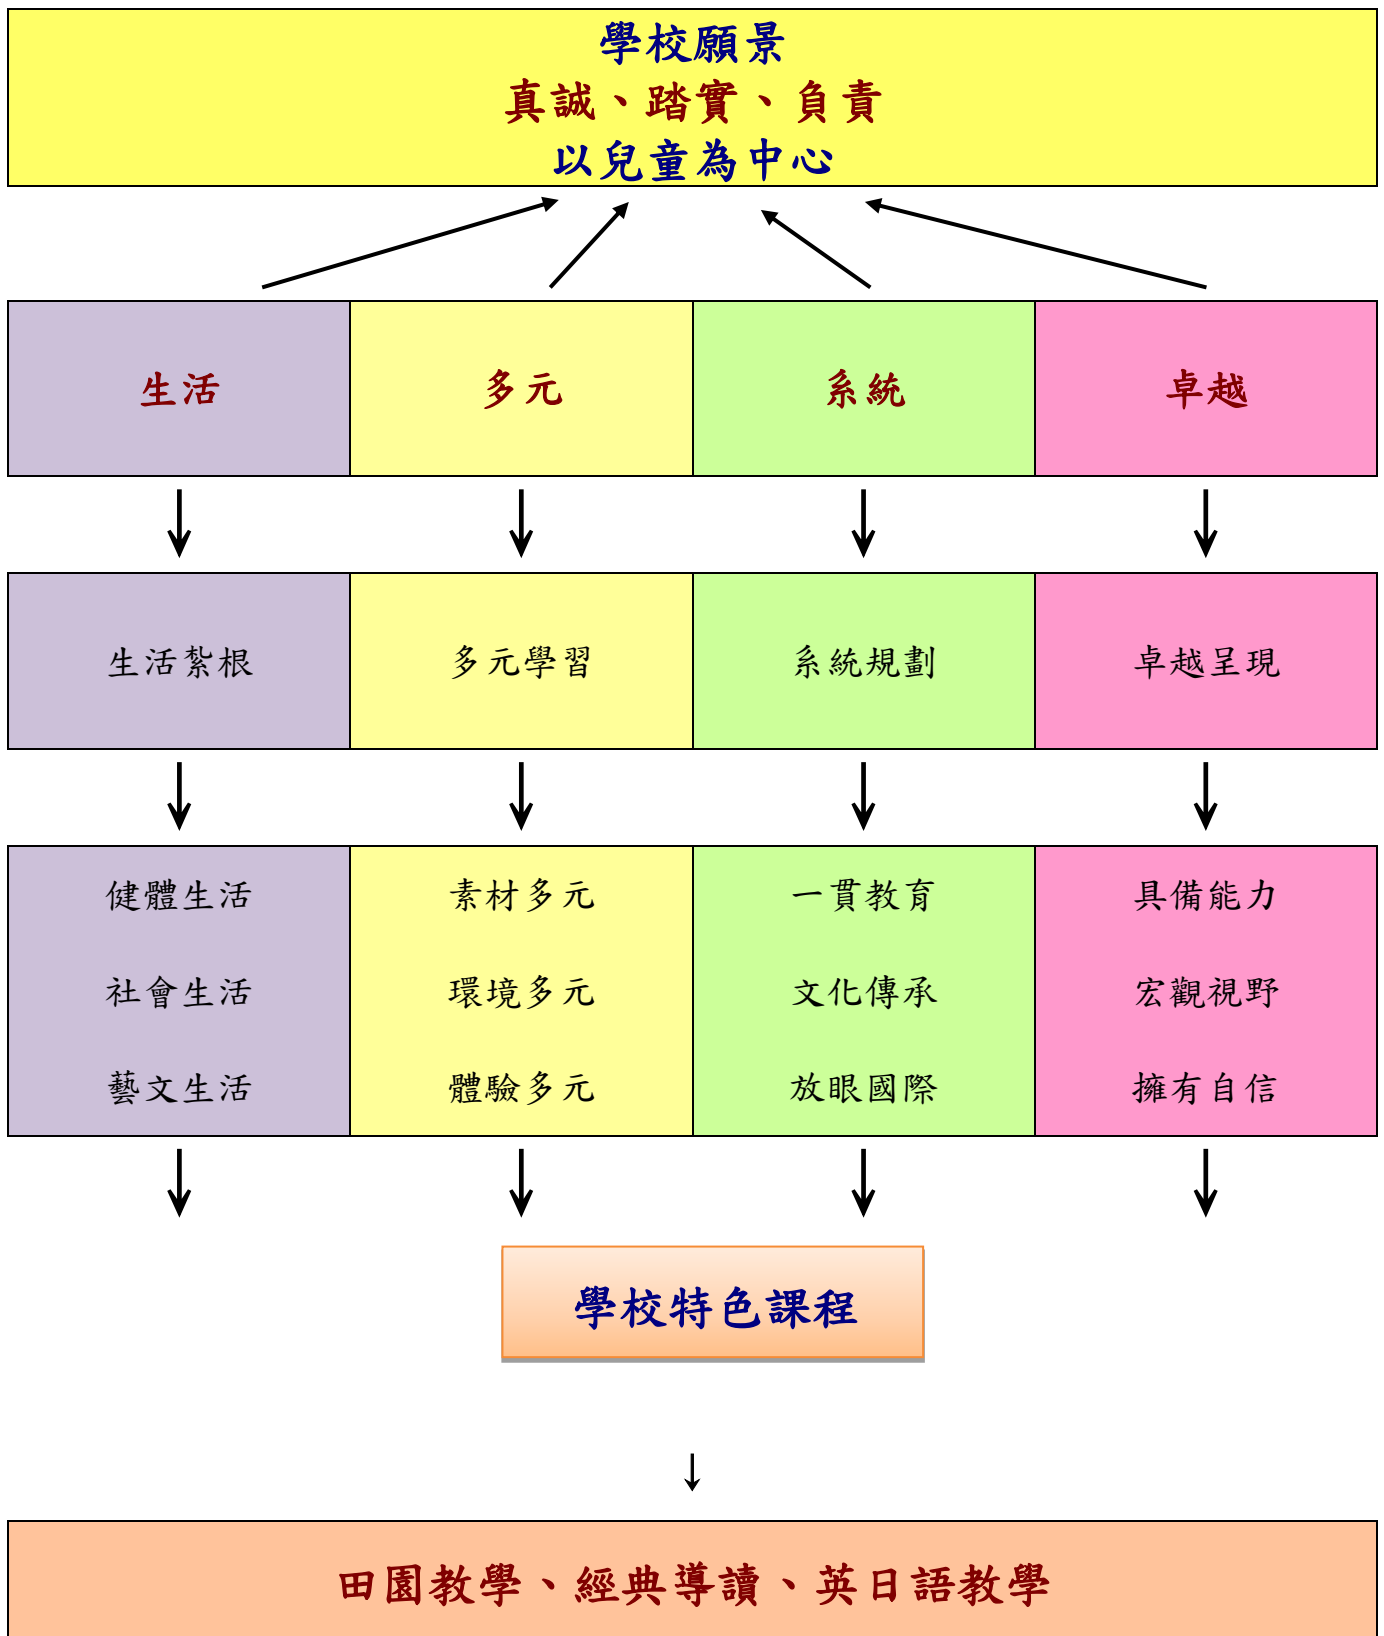 學校願景
真誠、踏實、負責
以兒童為中心
生活 多元 系統 卓越
↓ ↓ ↓ ↓
生活紮根 多元學習 系統規劃 卓越呈現
↓ ↓ ↓ ↓
健體生活 素材多元 一貫教育 具備能力
社會生活 環境多元 文化傳承 宏觀視野
藝文生活 體驗多元 放眼國際 擁有自信
↓ ↓ ↓ ↓
學校特色課程
↓
田園教學、經典導讀、英日語教學